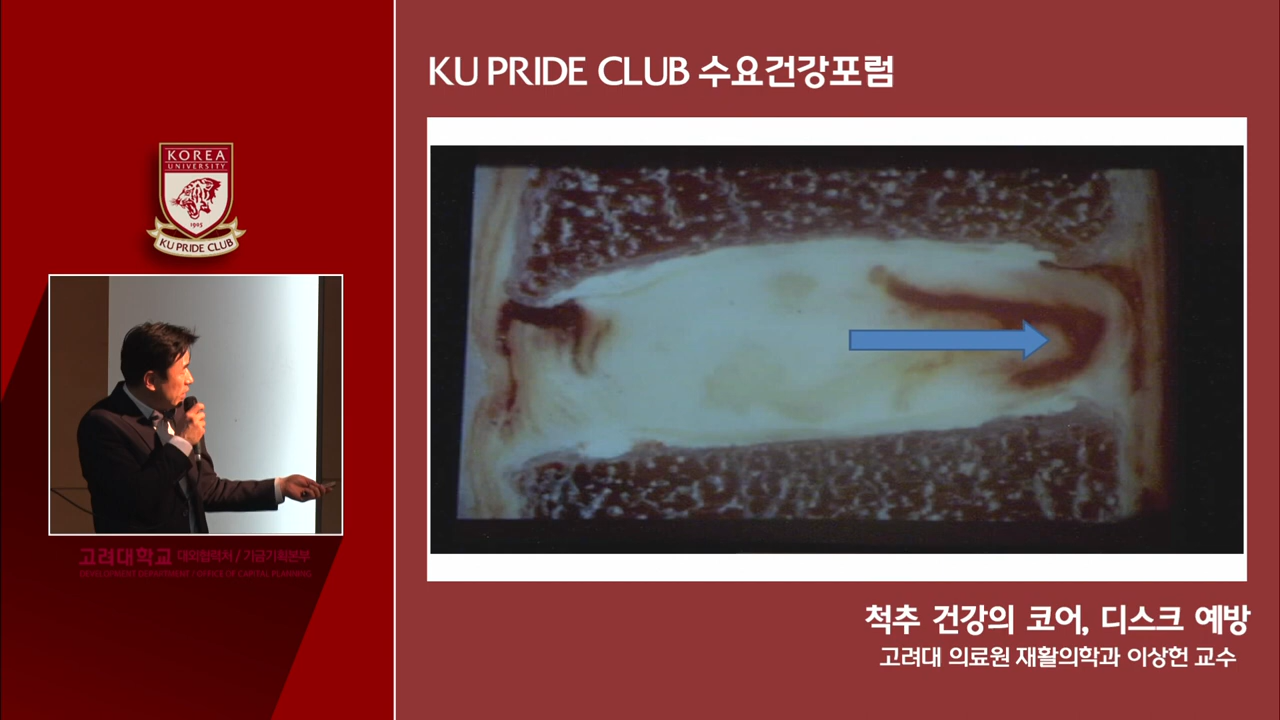 KU PRIDE CLUB 수요건강포럼
KOREA
UNIVERSITY
1905
KU PRIDE CLUB
고려대학교 대외협력처 / 기금기획본부
DEVELOPMENT DEPARTMENT / OFFICE OF CAPITAL PLANNING
척추 건강의 코어, 디스크 예방
고려대 의료원 재활의학과 이상헌 교수